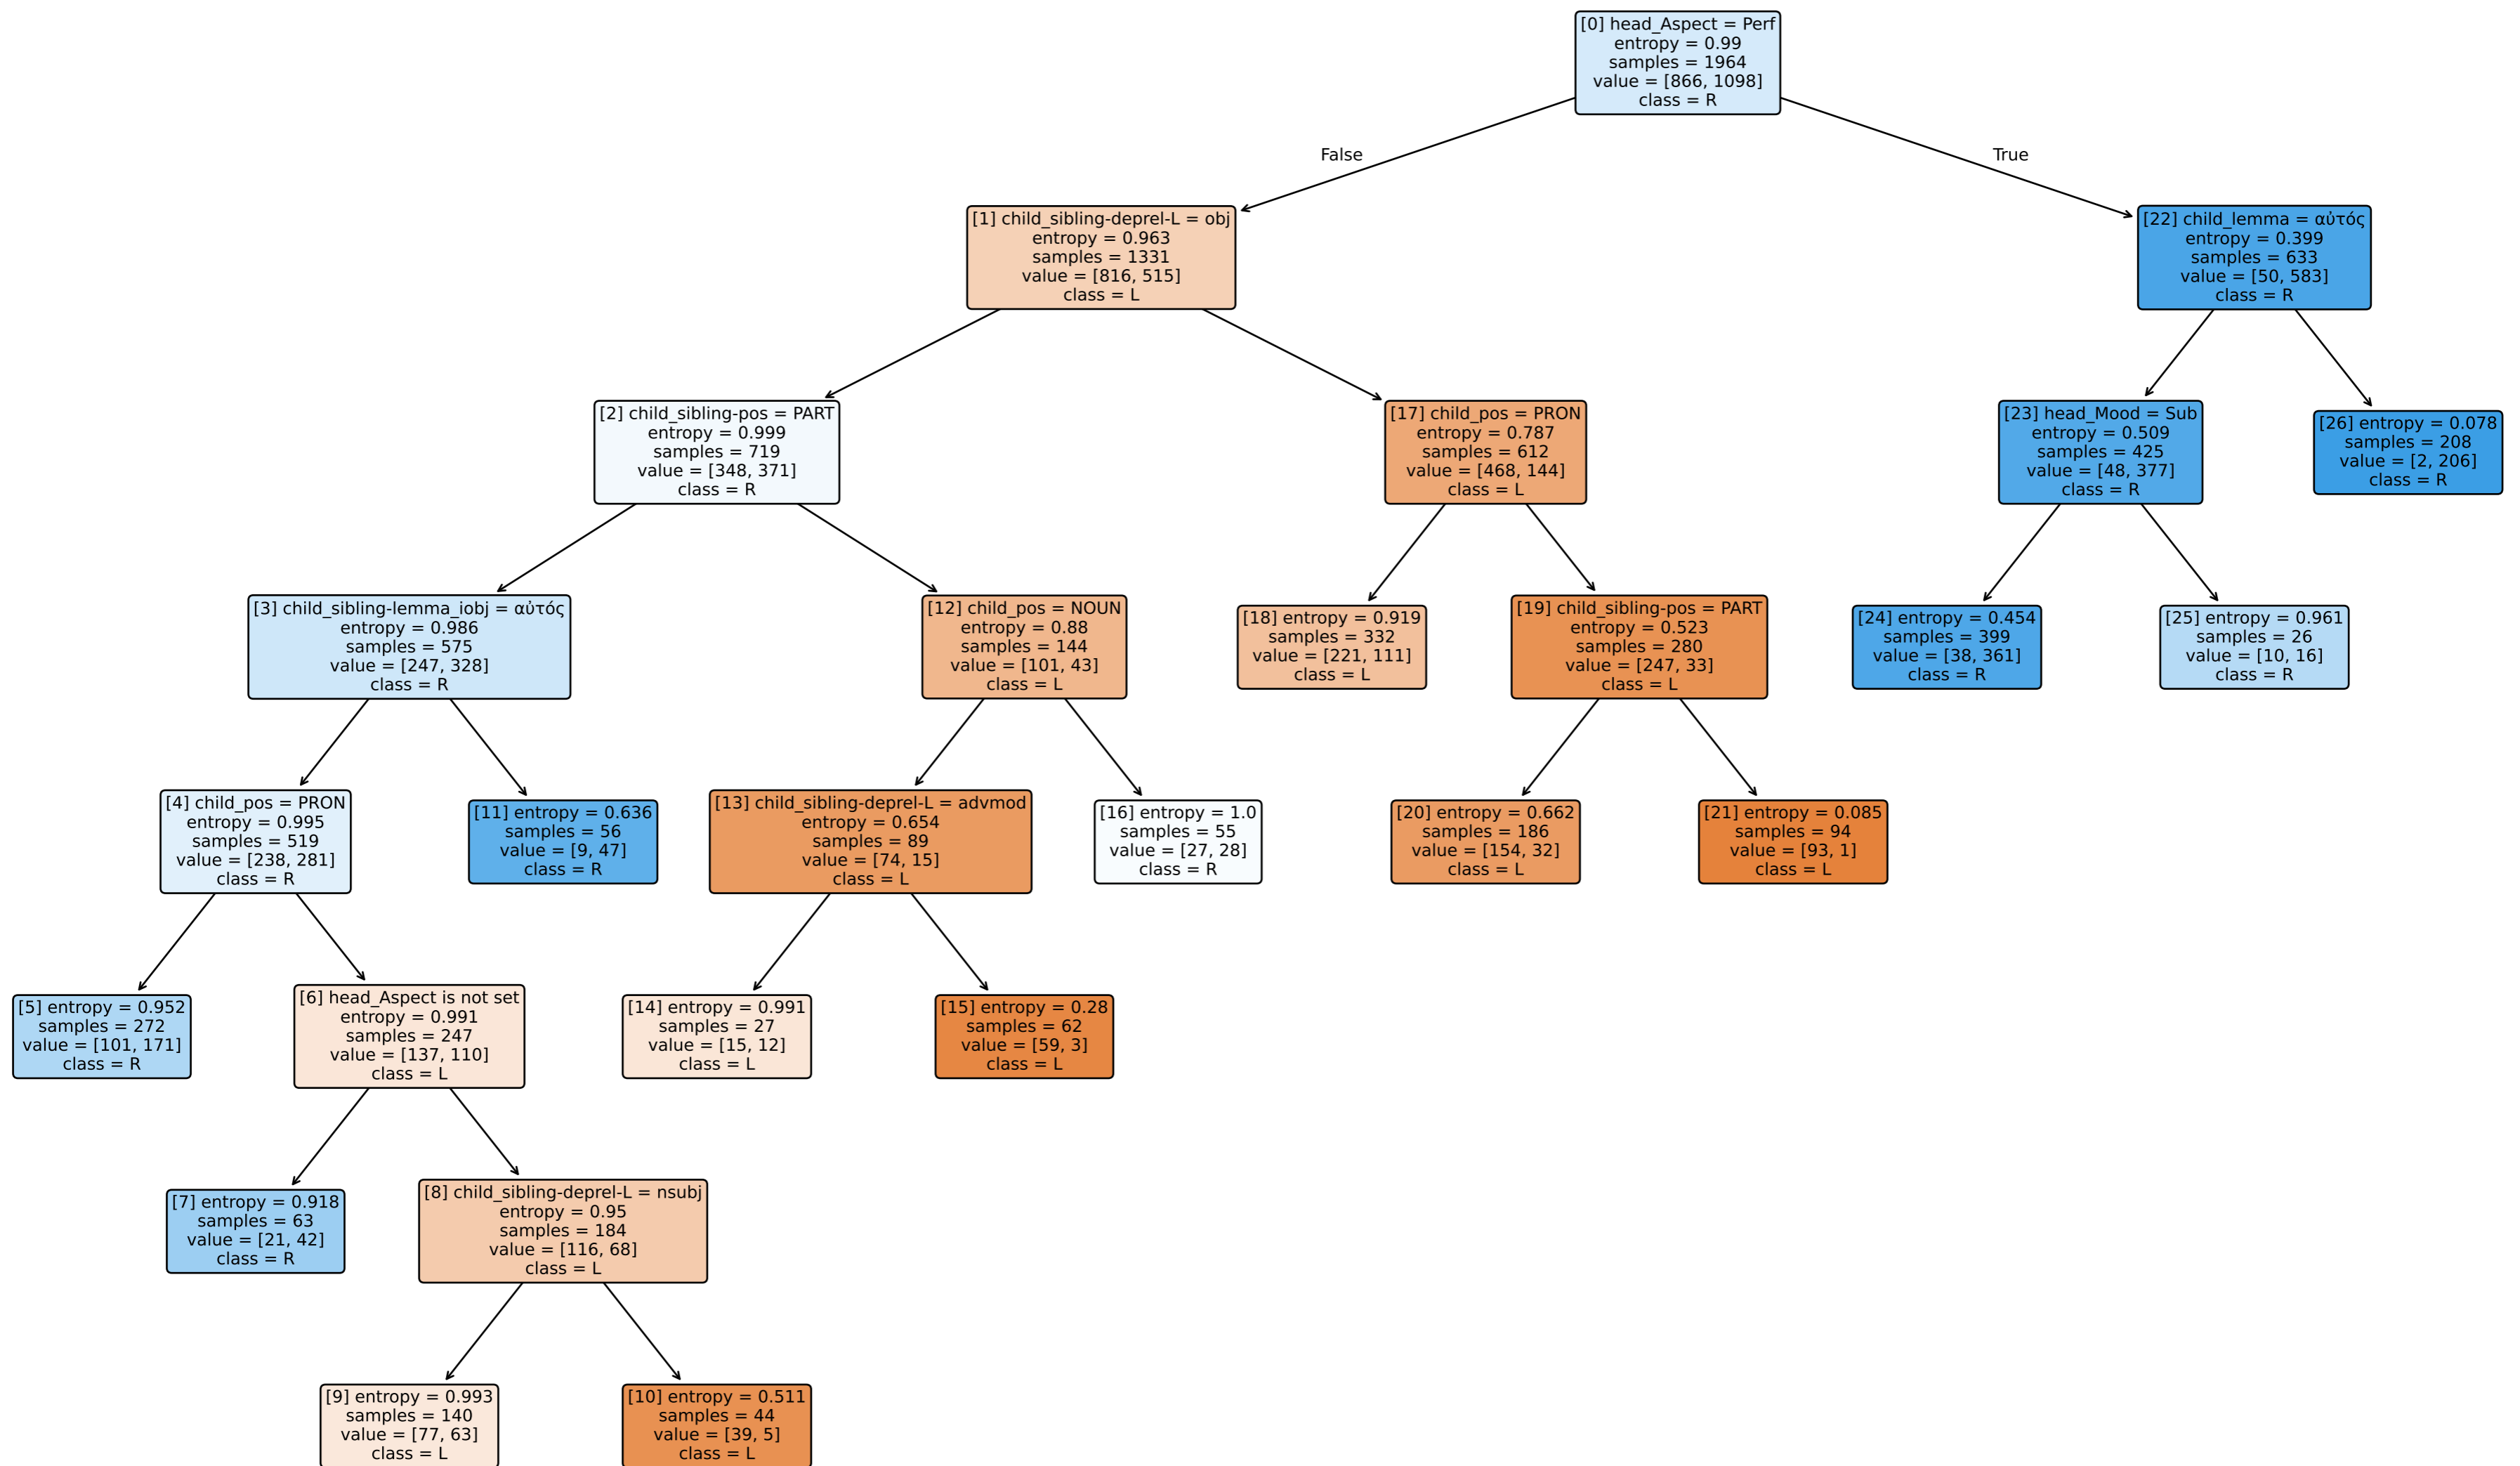 [0] head_Aspect = Perf
entropy = 0.99
samples = 1964
value = [866, 1098]
class = R
False
True
[1] child_sibling-deprel-L = obj
entropy = 0.963
samples = 1331
value = [816, 515]
class = L
[22] child_lemma = αὐτός
entropy = 0.399
samples = 633
value = [50, 583]
class = R
[2] child_sibling-pos = PART
entropy = 0.999
samples = 719
value = [348, 371]
class = R
[17] child_pos = PRON
entropy = 0.787
samples = 612
value = [468, 144]
class = L
[23] head_Mood = Sub
entropy = 0.509
samples = 425
value = [48, 377]
class = R
[26] entropy = 0.078
samples = 208
value = [2, 206]
class = R
[3] child_sibling-lemma_iobj = αὐτός
entropy = 0.986
samples = 575
value = [247, 328]
class = R
[12] child_pos = NOUN
entropy = 0.88
samples = 144
value = [101, 43]
class = L
[18] entropy = 0.919
samples = 332
value = [221, 111]
class = L
[19] child_sibling-pos = PART
entropy = 0.523
samples = 280
value = [247, 33]
class = L
[24] entropy = 0.454
samples = 399
value = [38, 361]
class = R
[25] entropy = 0.961
samples = 26
value = [10, 16]
class = R
[4] child_pos = PRON
entropy = 0.995
samples = 519
value = [238, 281]
class = R
[11] entropy = 0.636
samples = 56
value = [9, 47]
class = R
[13] child_sibling-deprel-L = advmod
entropy = 0.654
samples = 89
value = [74, 15]
class = L
[16] entropy = 1.0
samples = 55
value = [27, 28]
class = R
[20] entropy = 0.662
samples = 186
value = [154, 32]
class = L
[21] entropy = 0.085
samples = 94
value = [93, 1]
class = L
[5] entropy = 0.952
samples = 272
value = [101, 171]
class = R
[6] head_Aspect is not set
entropy = 0.991
samples = 247
value = [137, 110]
class = L
[14] entropy = 0.991
samples = 27
value = [15, 12]
class = L
[15] entropy = 0.28
samples = 62
value = [59, 3]
class = L
[7] entropy = 0.918
samples = 63
value = [21, 42]
class = R
[8] child_sibling-deprel-L = nsubj
entropy = 0.95
samples = 184
value = [116, 68]
class = L
[9] entropy = 0.993
samples = 140
value = [77, 63]
class = L
[10] entropy = 0.511
samples = 44
value = [39, 5]
class = L